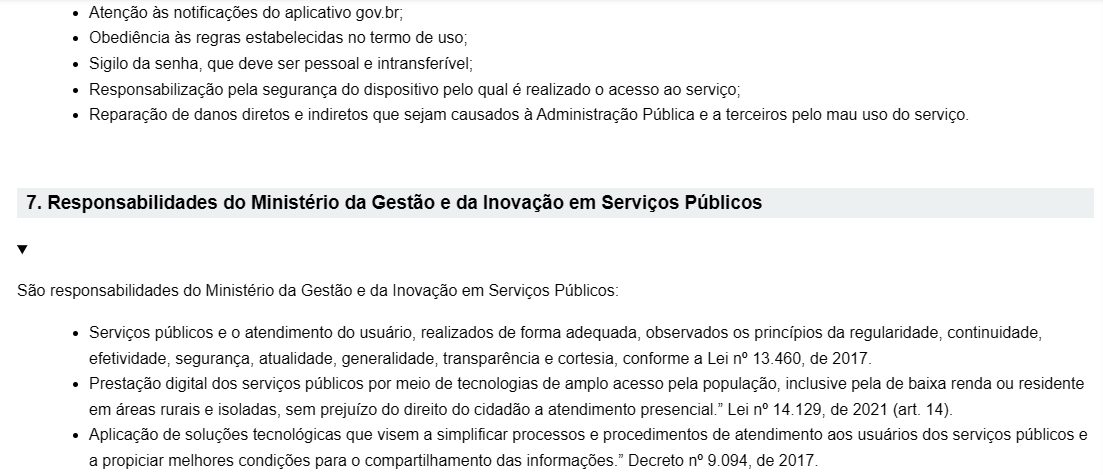 • Atenção às notificações do aplicativo gov.br;
• Obediência às regras estabelecidas no termo de uso;
• Sigilo da senha, que deve ser pessoal e intransferível;
• Responsabilização pela segurança do dispositivo pelo qual é realizado o acesso ao serviço;
• Reparação de danos diretos e indiretos que sejam causados à Administração Pública e a terceiros pelo mau uso do serviço.
7. Responsabilidades do Ministério da Gestão e da Inovação em Serviços Públicos
São responsabilidades do Ministério da Gestão e da Inovação em Serviços Públicos:
• Serviços públicos e o atendimento do usuário, realizados de forma adequada, observados os princípios da regularidade, continuidade,
efetividade, segurança, atualidade, generalidade, transparência e cortesia, conforme a Lei nº 13.460, de 2017.
• Prestação digital dos serviços públicos por meio de tecnologias de amplo acesso pela população, inclusive pela de baixa renda ou residente
em áreas rurais e isoladas, sem prejuízo do direito do cidadão a atendimento presencial.” Lei nº 14.129, de 2021 (art. 14).
• Aplicação de soluções tecnológicas que visem a simplificar processos e procedimentos de atendimento aos usuários dos serviços públicos e
a propiciar melhores condições para o compartilhamento das informações.” Decreto nº 9.094, de 2017.